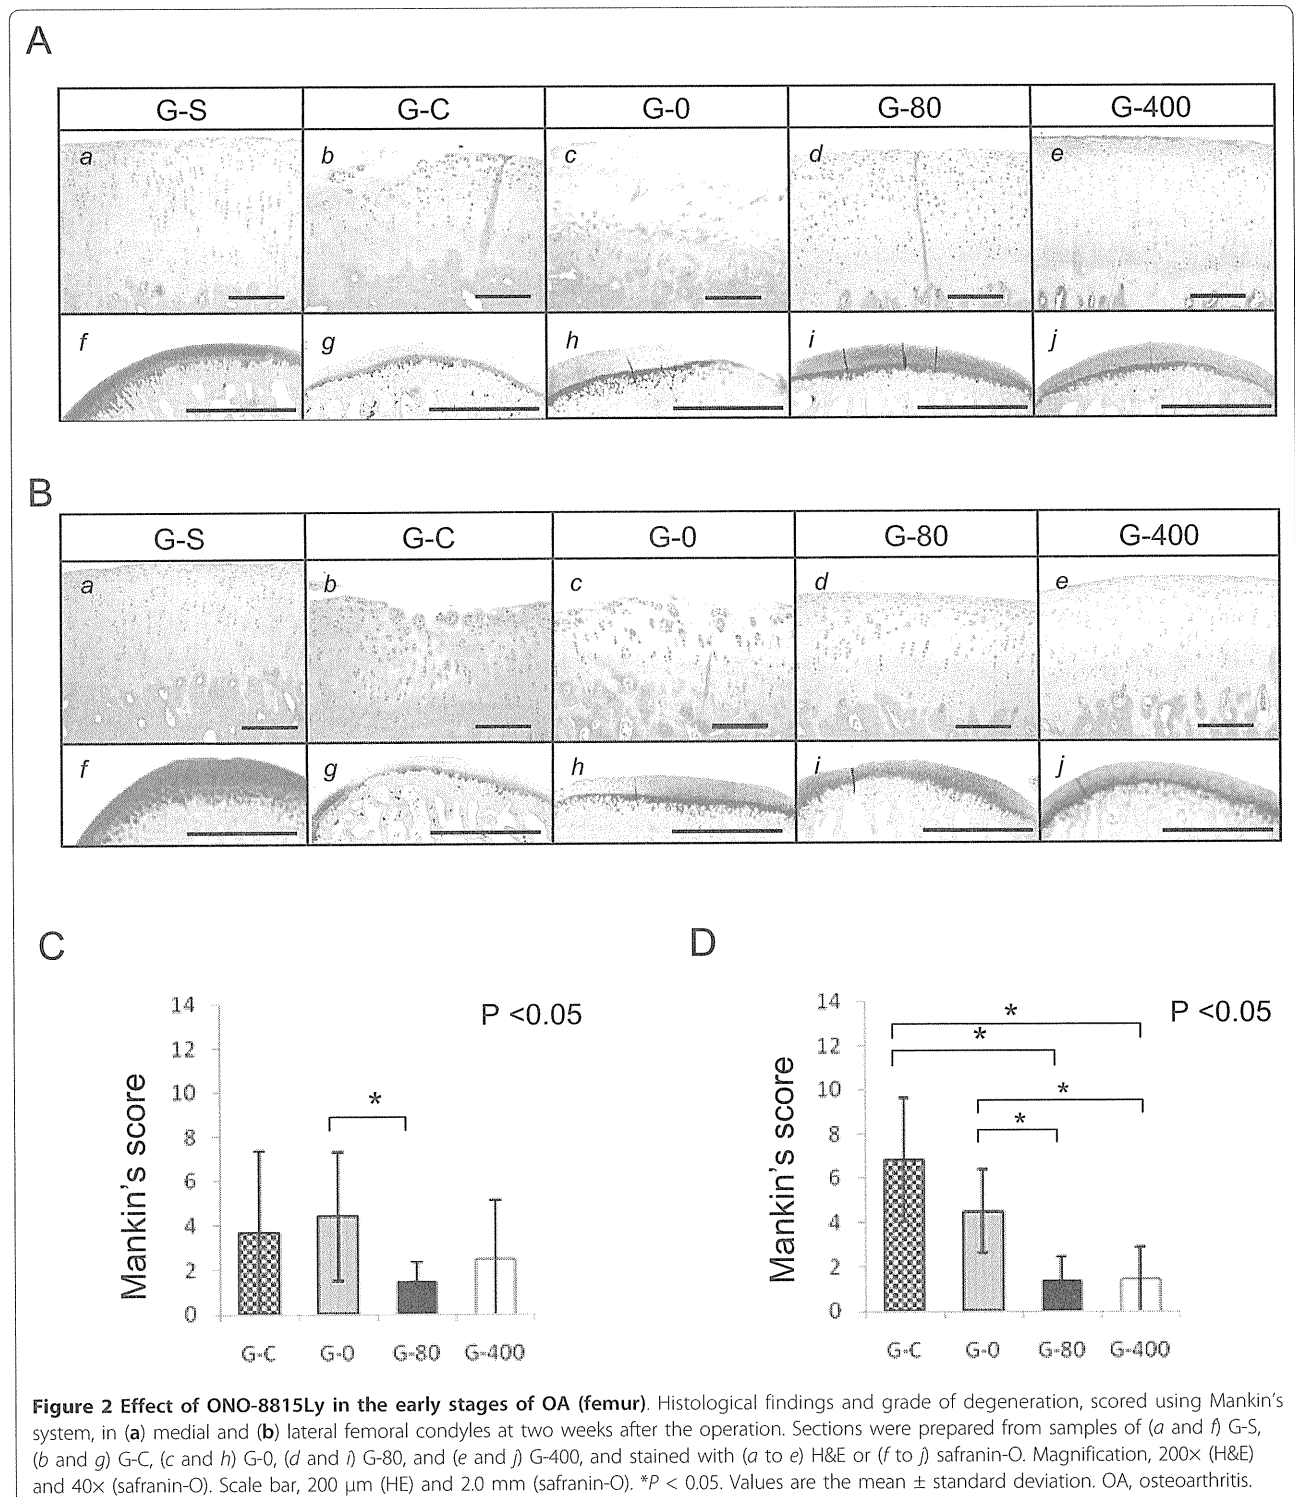 A
G-S G-C G-0 G-80 G-400
a b c d e
f g h i j
B
G-S G-C G-0 G-80 G-400
a b c d e
f g h i j
C
P <0.05
Mankin's score
14
12
10
8
6
4
2
0
*
G-C G-0 G-80 G-400
D
P <0.05
Mankin's score
14
12
10
8
6
4
2
0
*
*
*
*
G-C G-0 G-80 G-400
Figure 2 Effect of ONO-8815Ly in the early stages of OA (femur). Histological findings and grade of degeneration, scored using Mankin's
system, in (a) medial and (b) lateral femoral condyles at two weeks after the operation. Sections were prepared from samples of (a and f) G-S,
(b and g) G-C, (c and h) G-0, (d and i) G-80, and (e and j) G-400, and stained with (a to e) H&E or (f to j) safranin-O. Magnification, 200× (H&E)
and 40× (safranin-O). Scale bar, 200 μm (HE) and 2.0 mm (safranin-O). *P < 0.05. Values are the mean ± standard deviation. OA, osteoarthritis.